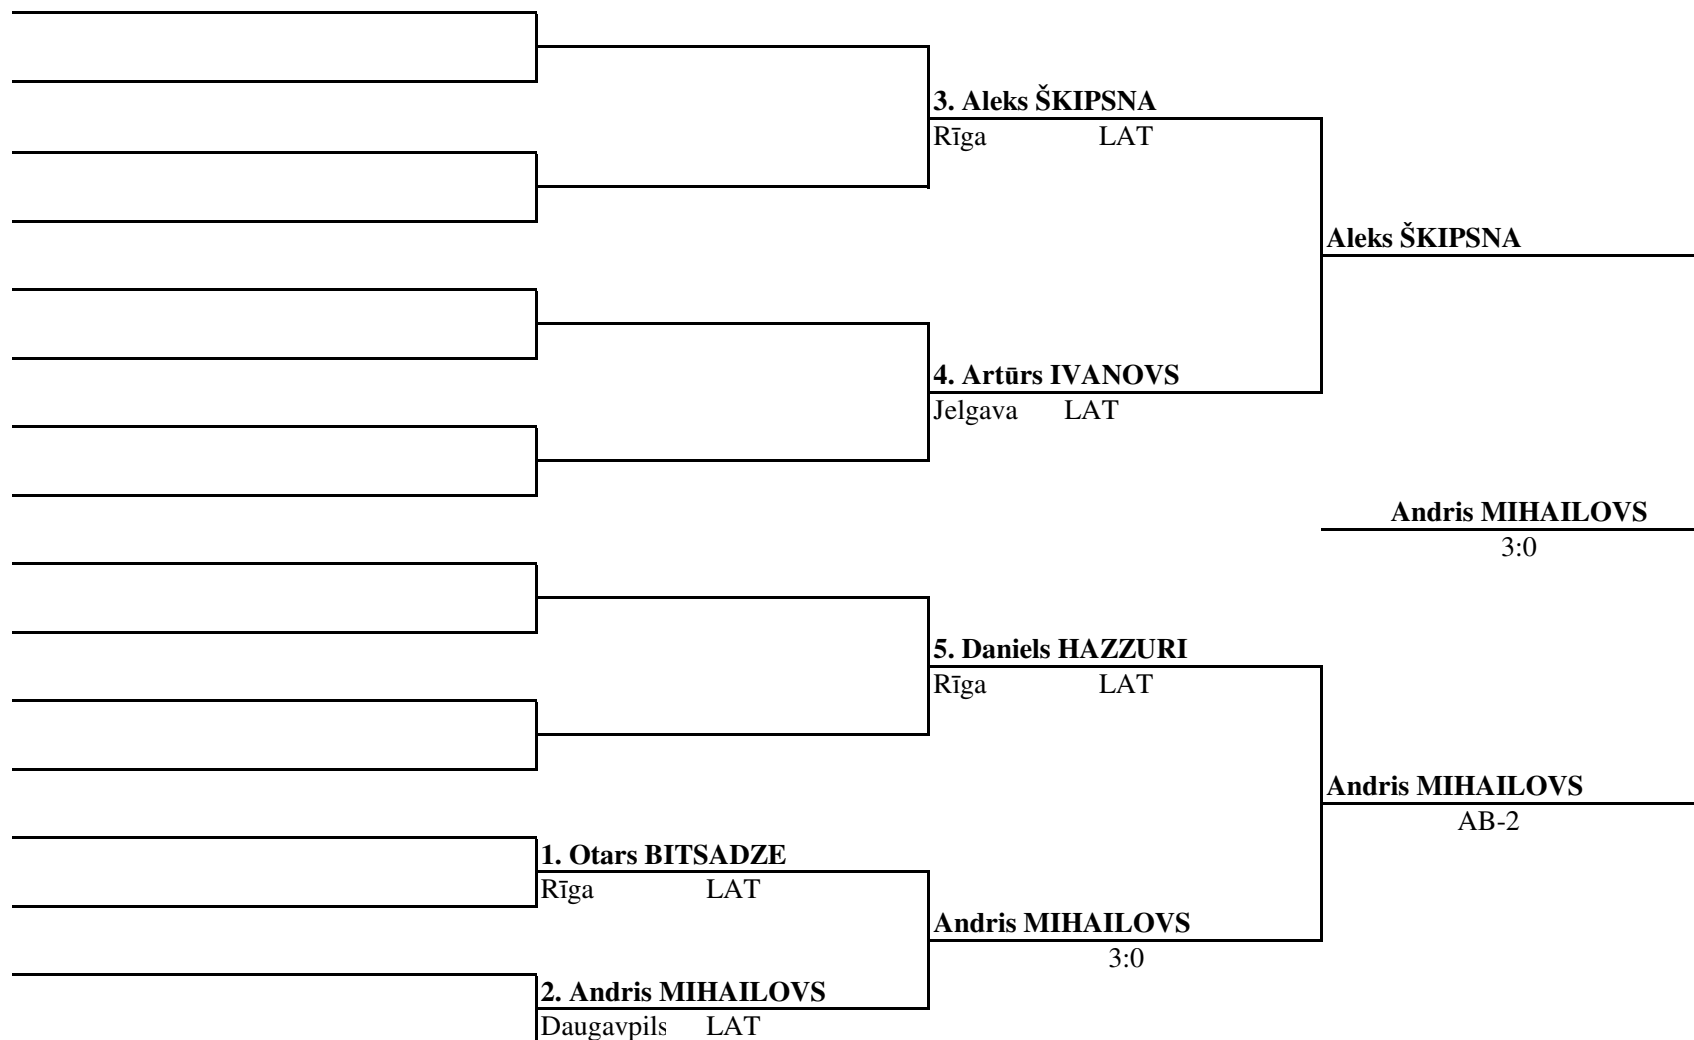 3. Aleks ŠKIPSNA
Rīga LAT
Aleks ŠKIPSNA
4. Artūrs IVANOVS
Jelgava LAT
Andris MIHAILOVS
3:0
5. Daniels HAZZURI
Rīga LAT
Andris MIHAILOVS
AB-2
1. Otars BITSADZE
Rīga LAT
Andris MIHAILOVS
3:0
2. Andris MIHAILOVS
Daugavpils LAT